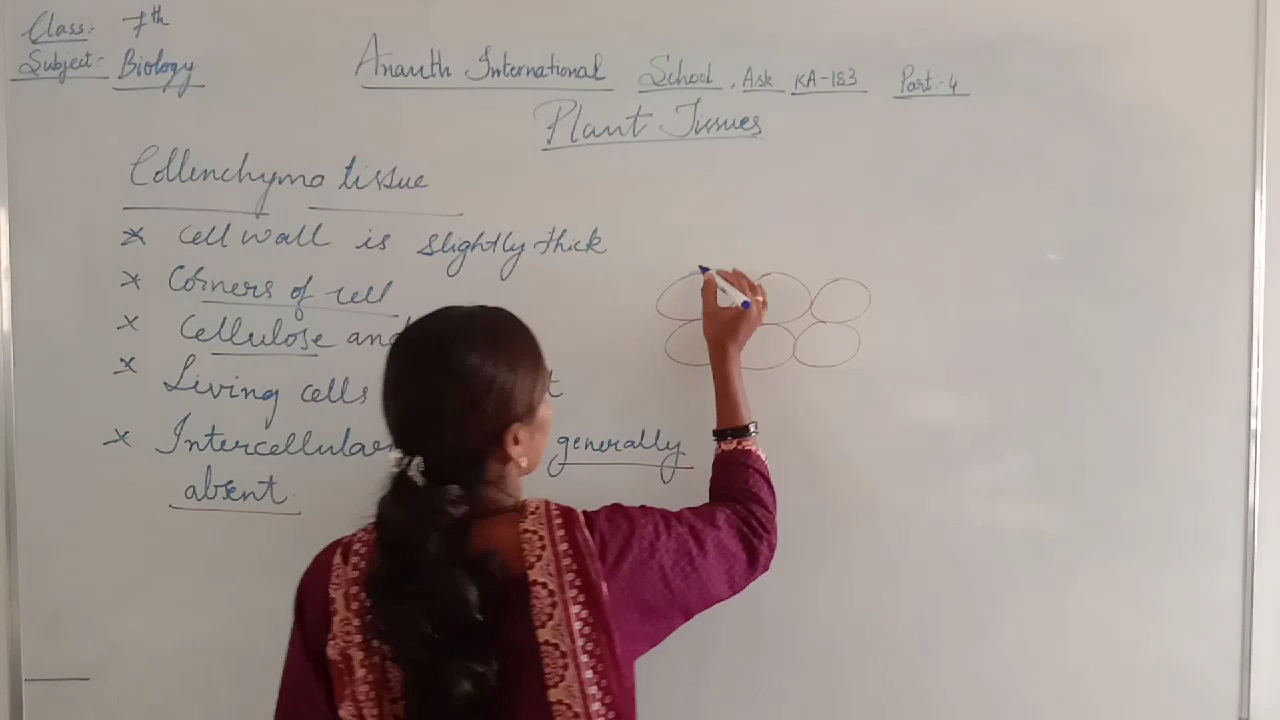 Class:- 7th
Subject:- Biology
Ananth International School, Ask KA-183 Part:- 4
Plant Tissues
Collenchyma tissue
* Cell wall is slightly thick
* Corners of cell
* Cellulose and
* Living cells
* Intercellular generally
absent.